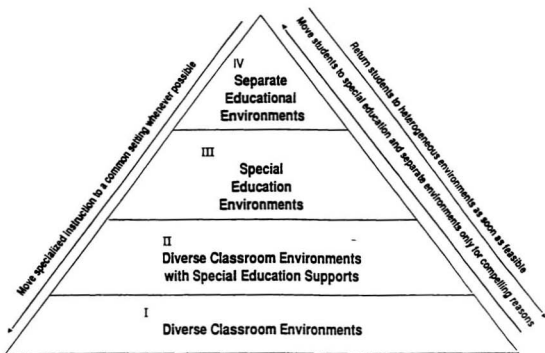 IV
Separate
Educational
Environments
III
Special
Education
Environments
II
Diverse Classroom Environments
with Special Education Supports
I
Diverse Classroom Environments
Move specialized instruction to a common setting whenever possible
Move students to special education and separate environments only for compelling reasons
Return students to heterogeneous environments as soon as feasible